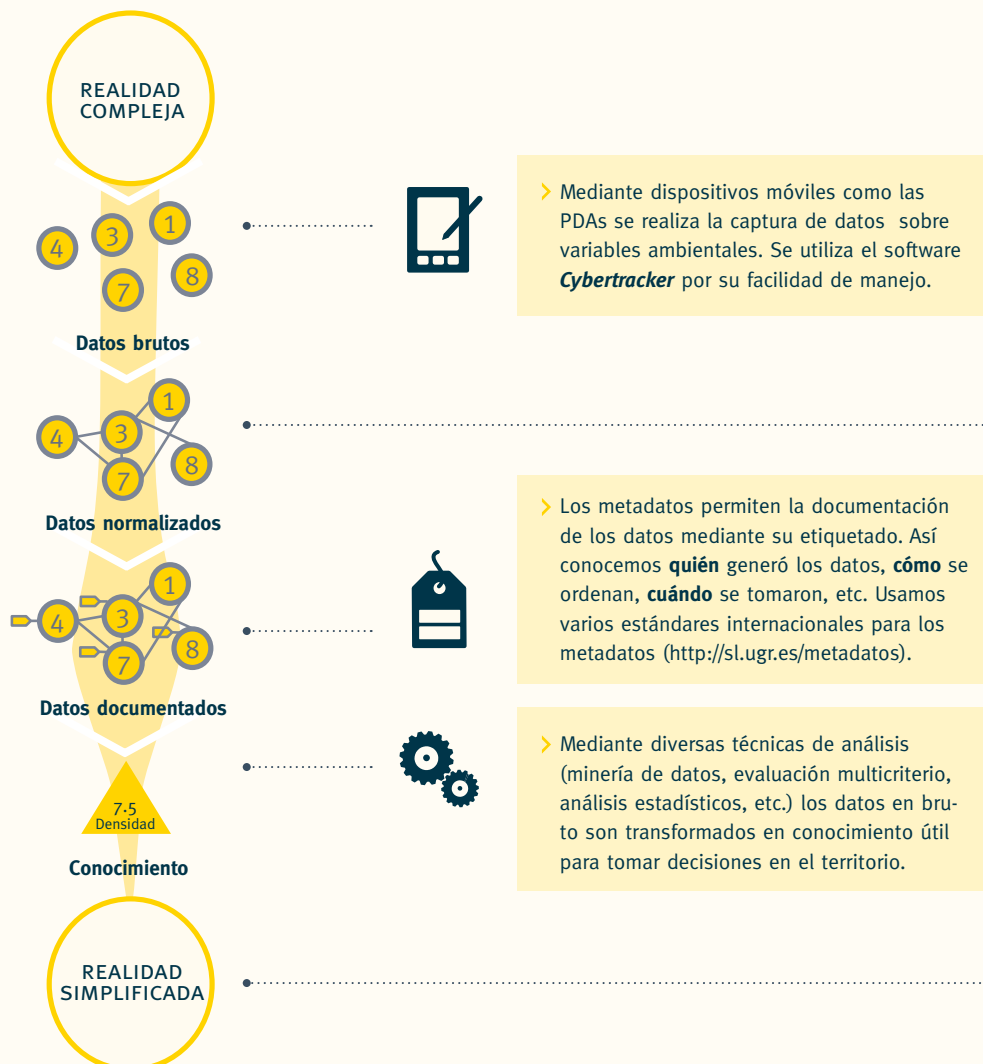 REALIDAD
COMPLEJA
4
3
1
7
8
Datos brutos
> Mediante dispositivos móviles como las
PDAs se realiza la captura de datos sobre
variables ambientales. Se utiliza el software
Cybertracker por su facilidad de manejo.
4
3
1
7
8
Datos normalizados
4
3
1
7
8
Datos documentados
> Los metadatos permiten la documentación
de los datos mediante su etiquetado. Así
conocemos quién generó los datos, cómo se
ordenan, cuándo se tomaron, etc. Usamos
varios estándares internacionales para los
metadatos (http://sl.ugr.es/metadatos).
7.5
Densidad
Conocimiento
> Mediante diversas técnicas de análisis
(minería de datos, evaluación multicriterio,
análisis estadísticos, etc.) los datos en bru-
to son transformados en conocimiento útil
para tomar decisiones en el territorio.
REALIDAD
SIMPLIFICADA